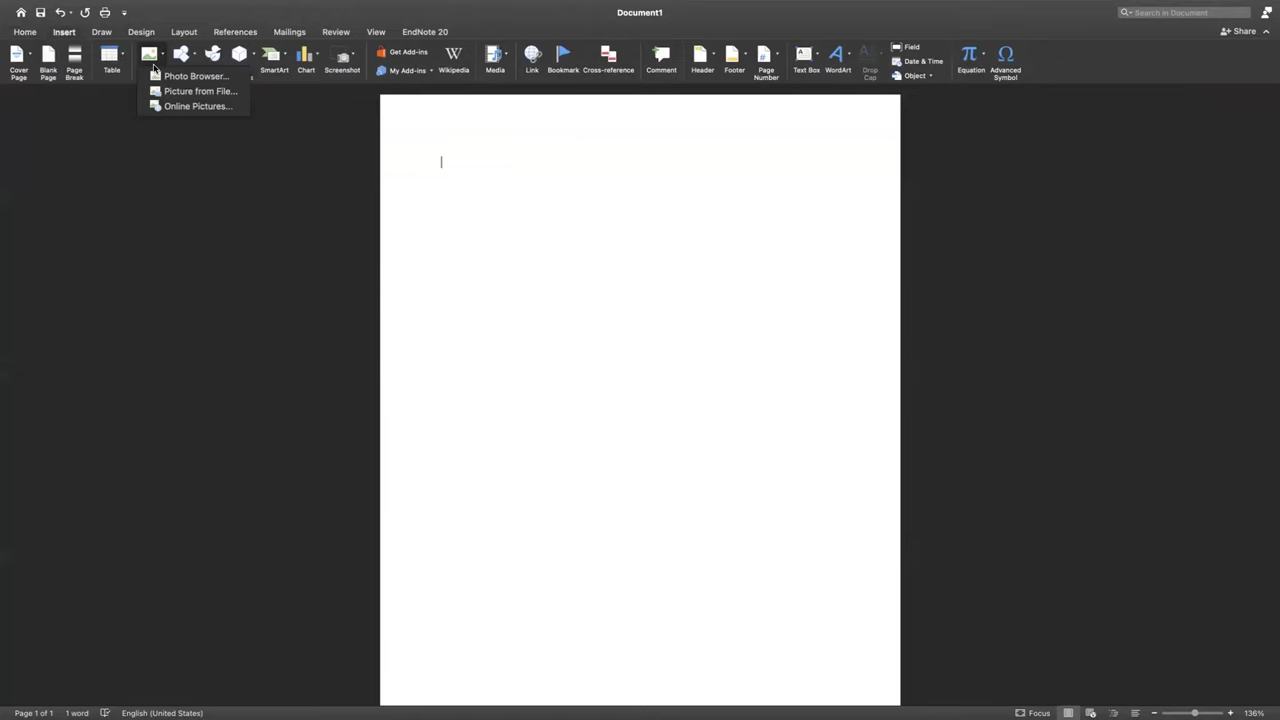 Document1
Search in Document
Home Insert Draw Design Layout References Mailings Review View EndNote 20
Share
Cover Page
Blank Page
Page Break
Table
Photo Browser...
Picture from File...
Online Pictures...
SmartArt
Chart
Screenshot
Get Add-ins
My Add-ins
W
Wikipedia
Media
Link
Bookmark
Cross-reference
Comment
Header
Footer
#
Page Number
A
Text Box
A
WordArt
A
Drop Cap
Field
Date & Time
Object
π
Equation
Ω
Advanced Symbol
Page 1 of 1 1 word English (United States) Focus 136%